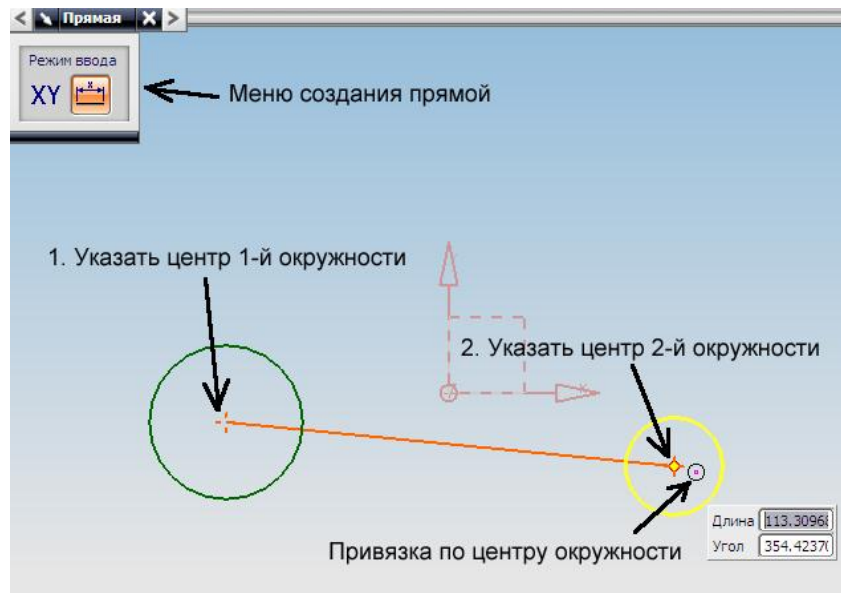 Прямая
Режим ввода
XY
Меню создания прямой
1. Указать центр 1-й окружности
2. Указать центр 2-й окружности
Длина 113.3096
Угол 354.4237
Привязка по центру окружности